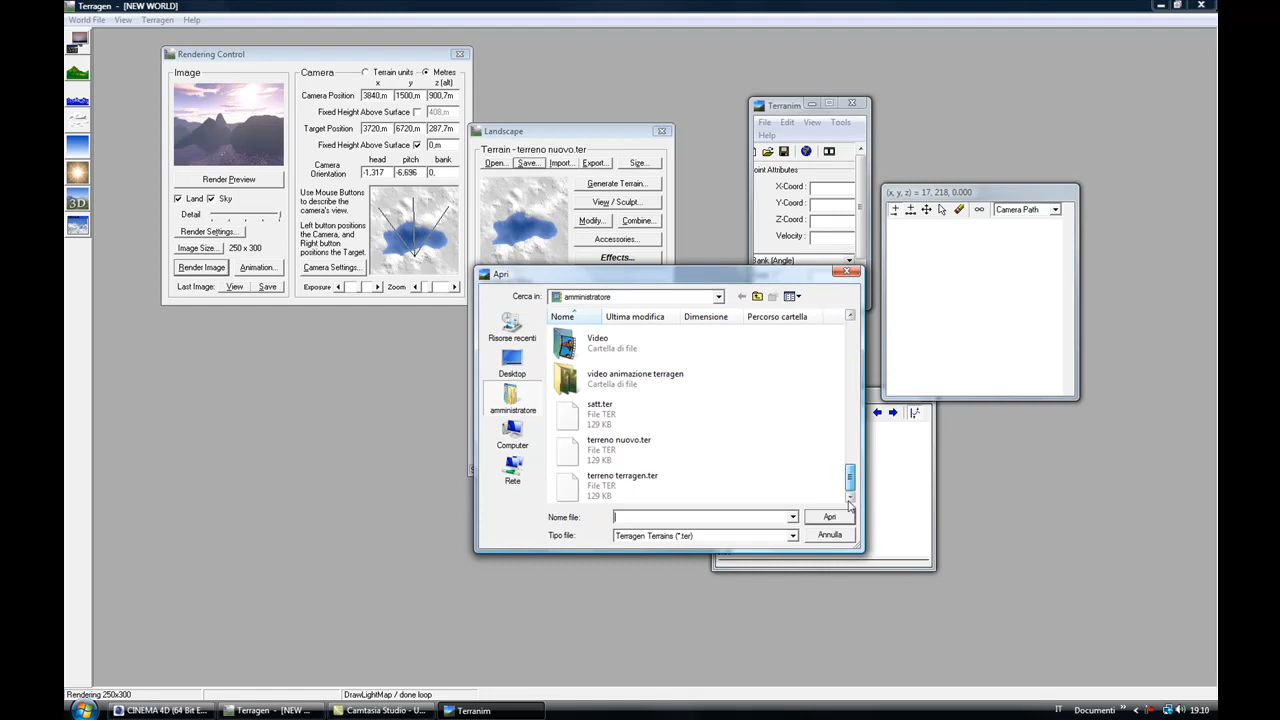 Terragen - [NEW WORLD]
World File View Terragen Help
Rendering Control
Image
Render Preview
Land Sky
Detail
Render Settings...
Image Size... 250 x 300
Render Image Animation...
Last Image: View Save
Camera Terrain units Metres
x y z (alt)
Camera Position 3840,m 1500,m 900,7m
Fixed Height Above Surface 408,m
Target Position 3720,m 6720,m 287,7m
Fixed Height Above Surface 0,m
head pitch bank
Camera Orientation -1,317 -6,696 0,
Use Mouse Buttons
to describe the
camera's view.
Left button
positions the
Camera, and
Right button
positions the
Target.
Camera Settings...
Exposure Zoom
Landscape
Terrain - terreno nuovo.ter
Open... Save... Import... Export... Size...
Generate Terrain...
View / Sculpt...
Modify... Combine...
Accessories...
Effects...
Terranim
File Edit View Tools
Help
oint Attributes
X-Coord :
Y-Coord :
Z-Coord :
Velocity :
Bank (Angle)
(x, y, z) = 17, 218, 0.000
Camera Path
Apri
Cerca in: amministratore
Nome Ultima modifica Dimensione Percorso cartella
Risorse recenti
Desktop
amministratore
Computer
Rete
Video
Cartella di file
video animazione terragen
Cartella di file
satt.ter
File TER
129 KB
terreno nuovo.ter
File TER
129 KB
terreno terragen.ter
File TER
129 KB
Nome file: Apri
Tipo file: Terragen Terrains (*.ter) Annulla
Rendering 250x300 DrawLightMap / done loop
CINEMA 4D (64 Bit E... Terragen - [NEW ... Camtasia Studio - U... Terranim IT Documenti 19.10